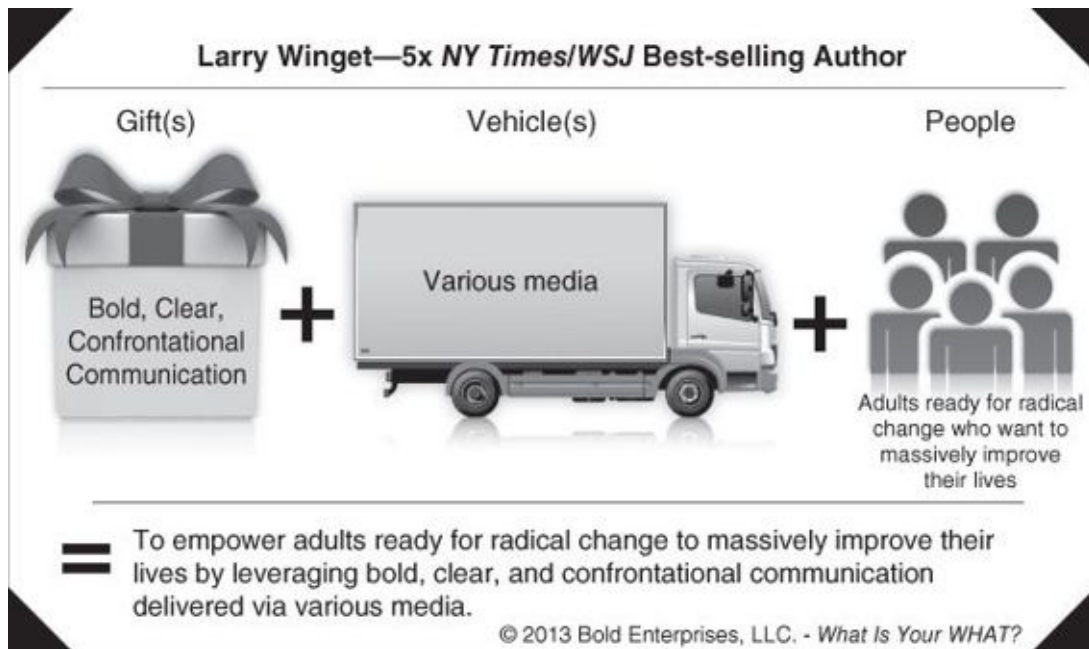 Larry Winget—5x NY Times/WSJ Best-selling Author
Gift(s)
Vehicle(s)
People
Bold, Clear,
Confrontational
Communication
+
Various media
+
Adults ready for radical
change who want to
massively improve
their lives
= To empower adults ready for radical change to massively improve their
lives by leveraging bold, clear, and confrontational communication
delivered via various media.
© 2013 Bold Enterprises, LLC. - What Is Your WHAT?